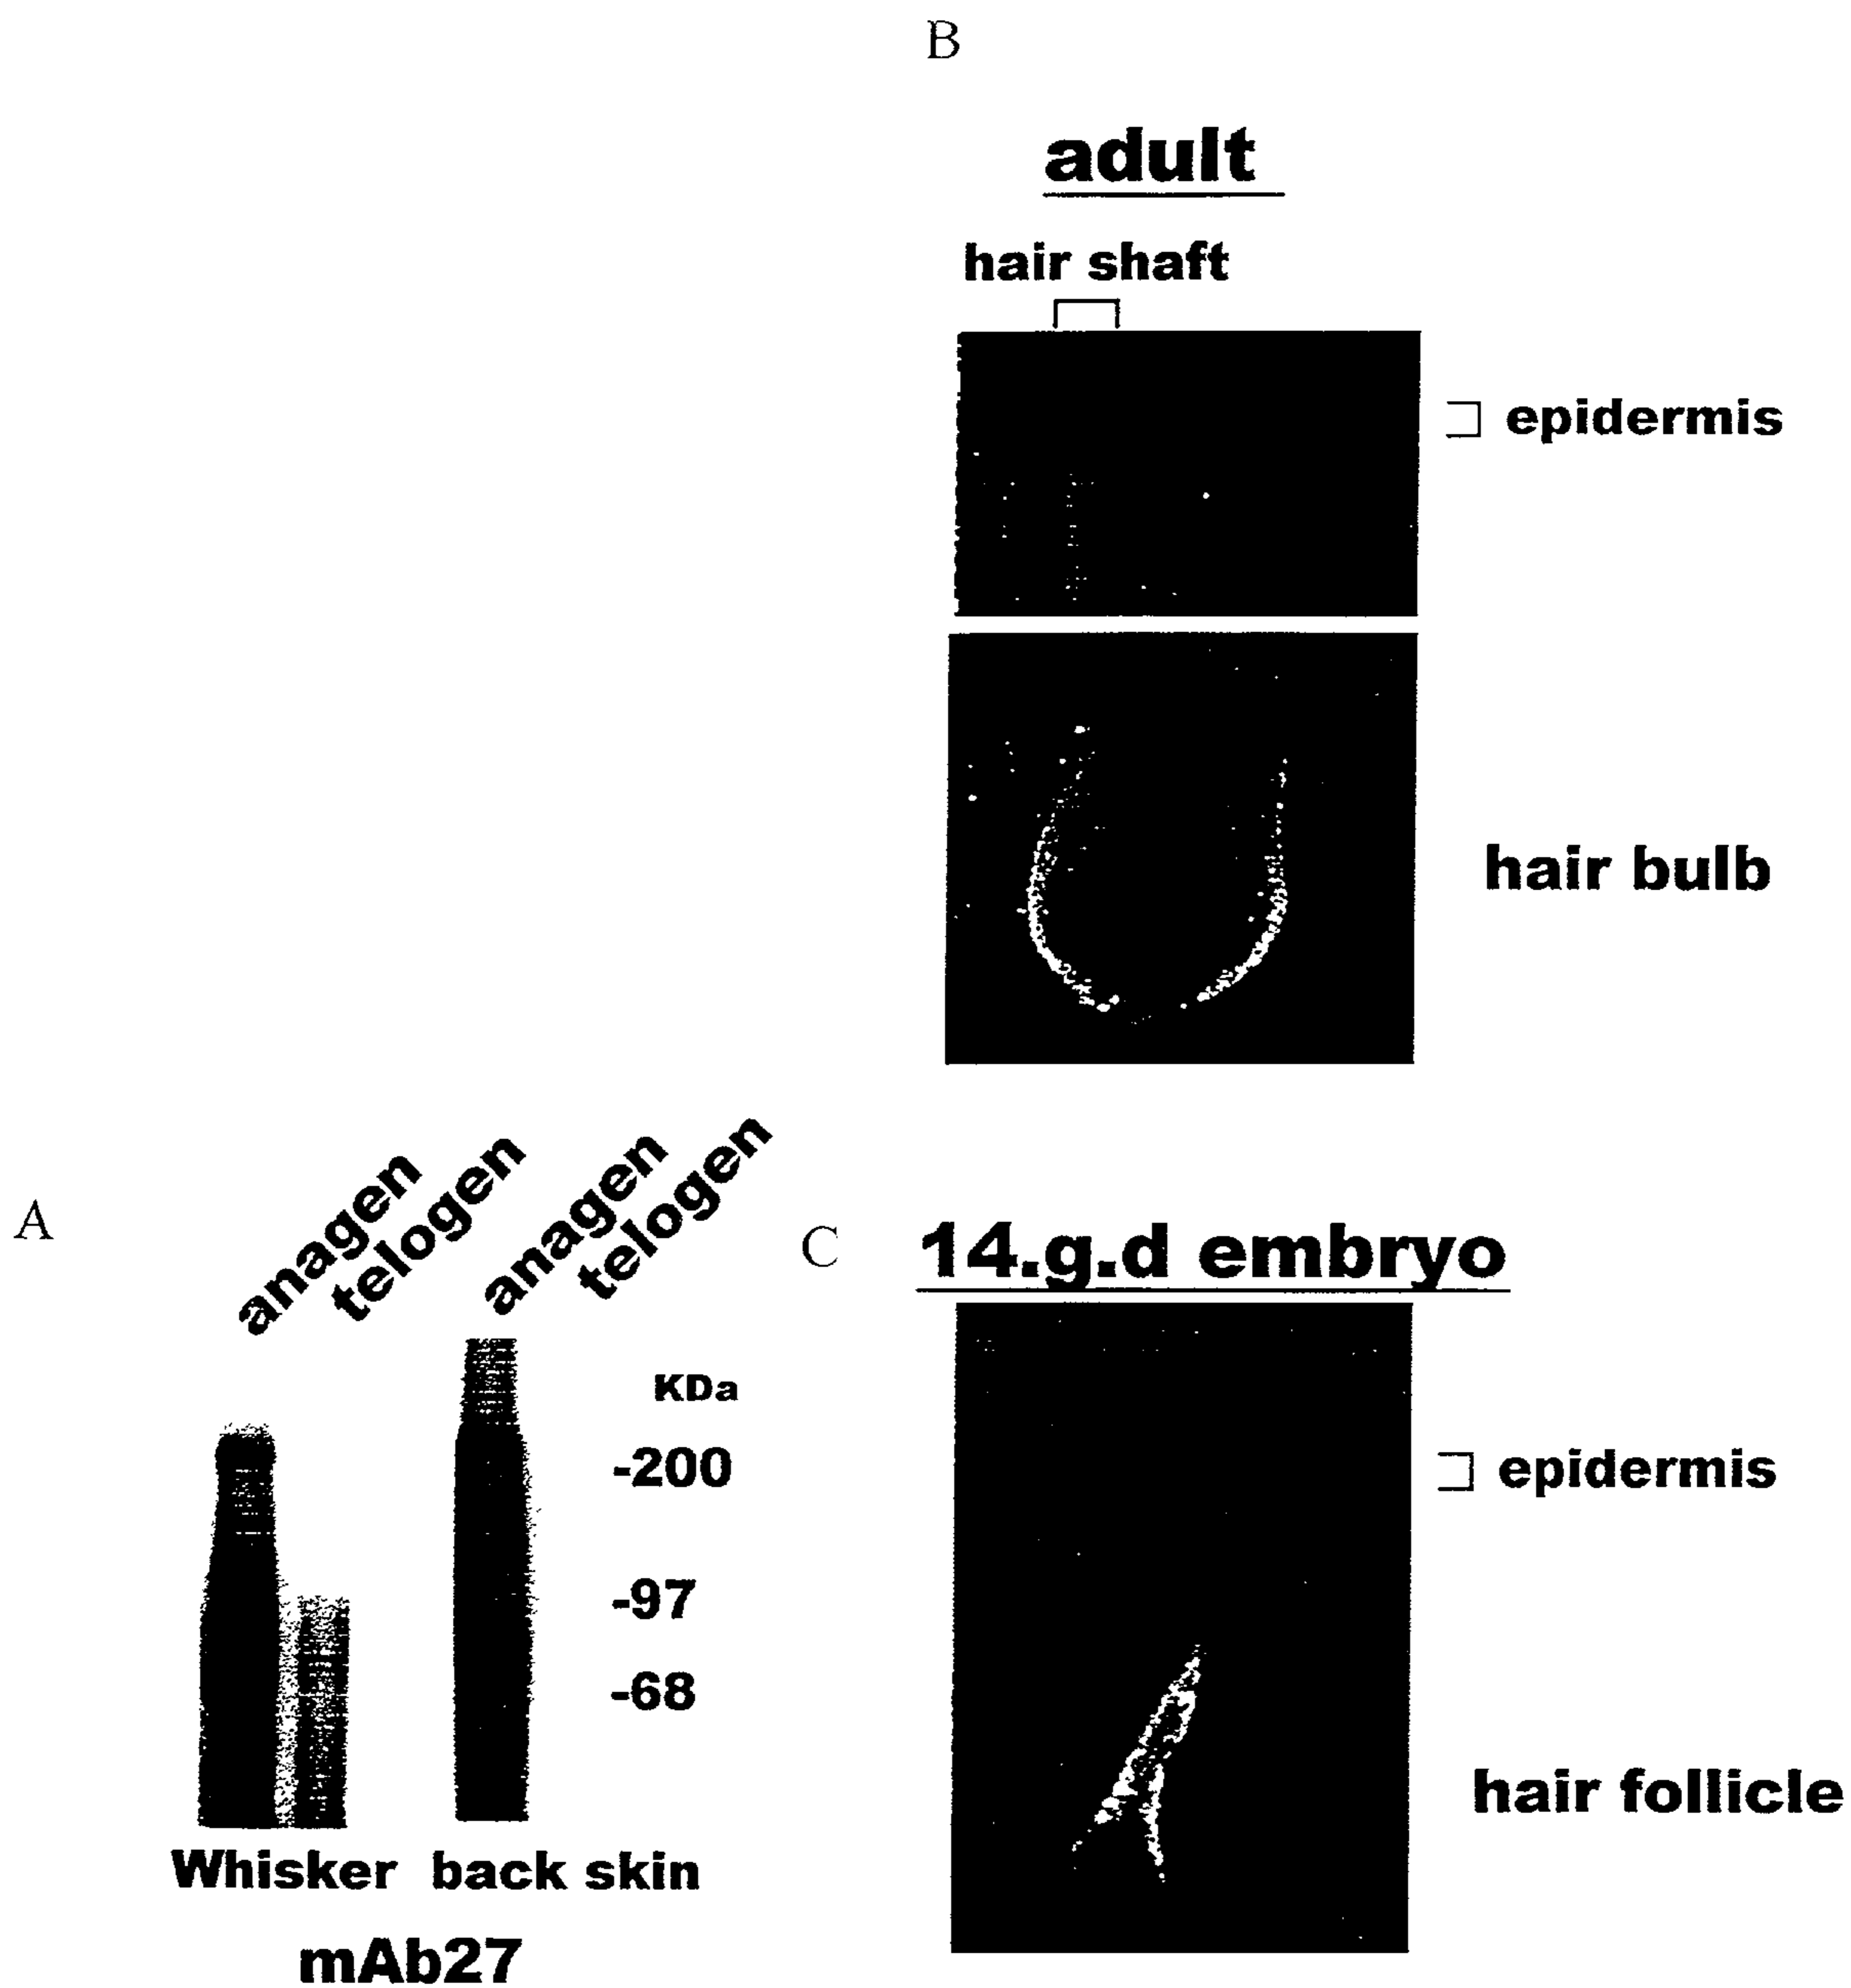 B
adult
hair shaft
epidermis
hair bulb
A
anagen
telogen
anagen
telogen
KDa
-200
-97
-68
Whisker back skin
mAb27
C
14.g.d embryo
epidermis
hair follicle